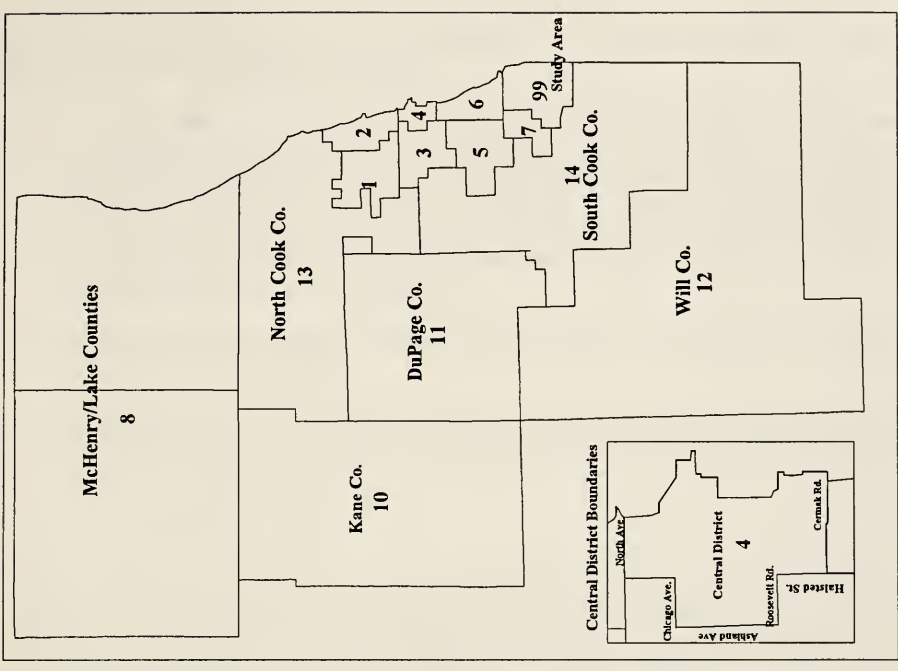 McHenry/Lake Counties
8
North Cook Co.
13
1
2
3
4
5
6
7
99
Study Area
14
South Cook Co.
DuPage Co.
11
Kane Co.
10
Will Co.
12
Central District Boundaries
North Ave
Chicago Ave.
Central District
4
Roosevelt Rd.
Cermak Rd.
Ashland Ave
Halsted St.